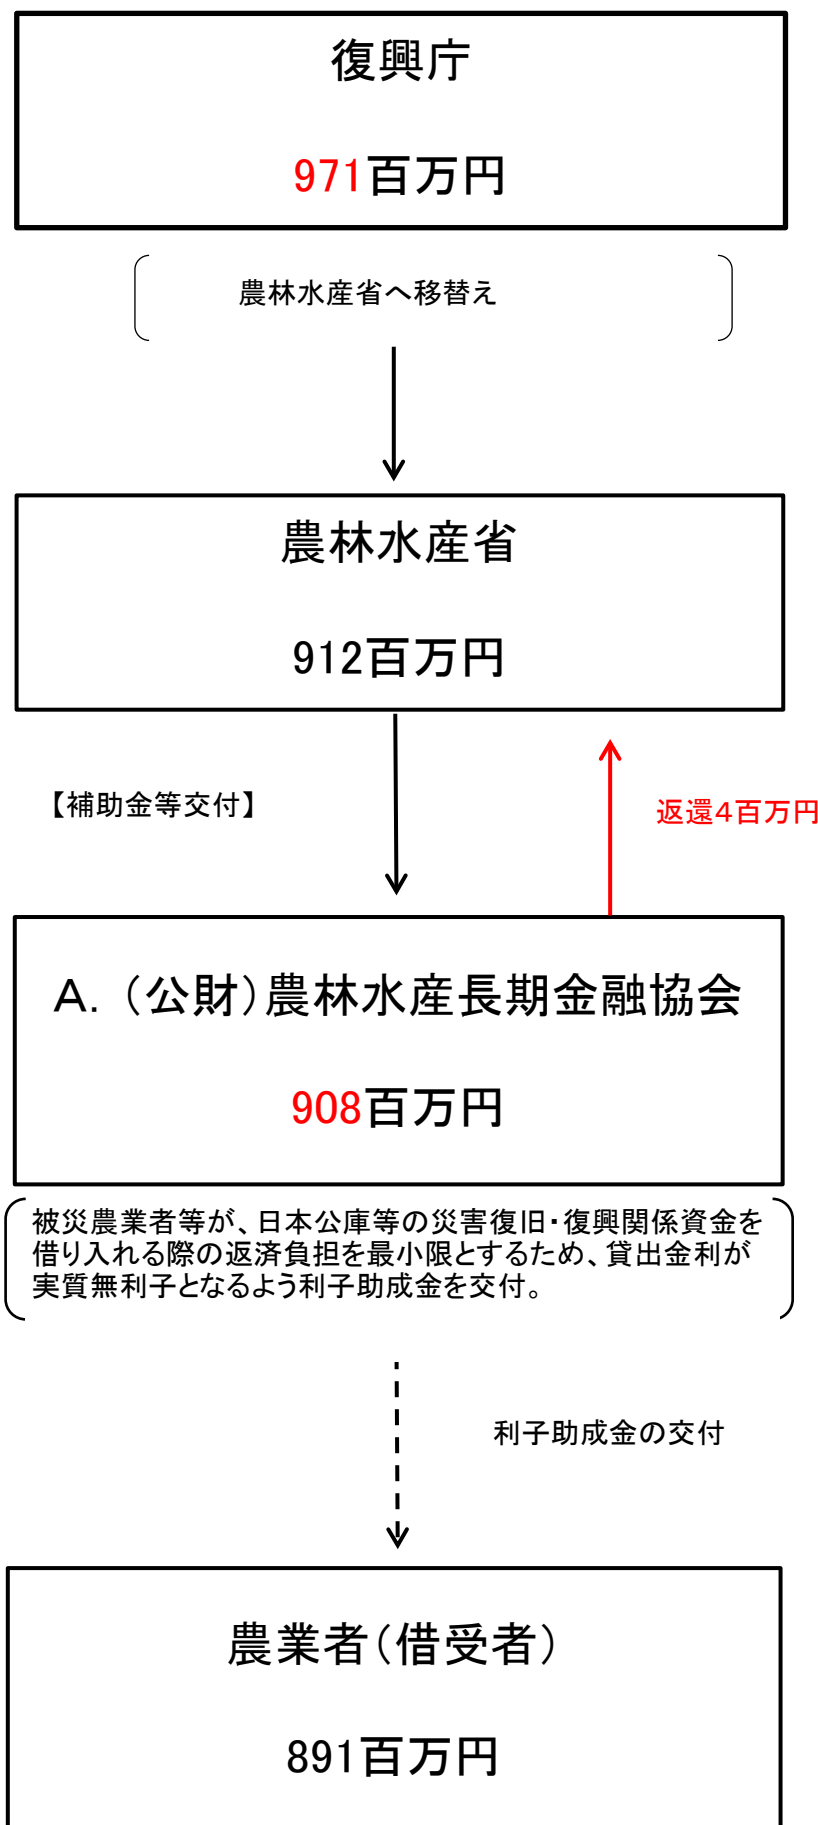 復興庁
971百万円
農林水産省へ移替え
農林水産省
912百万円
【補助金等交付】
返還4百万円
A.（公財）農林水産長期金融協会
908百万円
被災農業者等が、日本公庫等の災害復旧・復興関係資金を
借り入れる際の返済負担を最小限とするため、貸出金利が
実質無利子となるよう利子助成金を交付。
利子助成金の交付
農業者（借受者）
891百万円